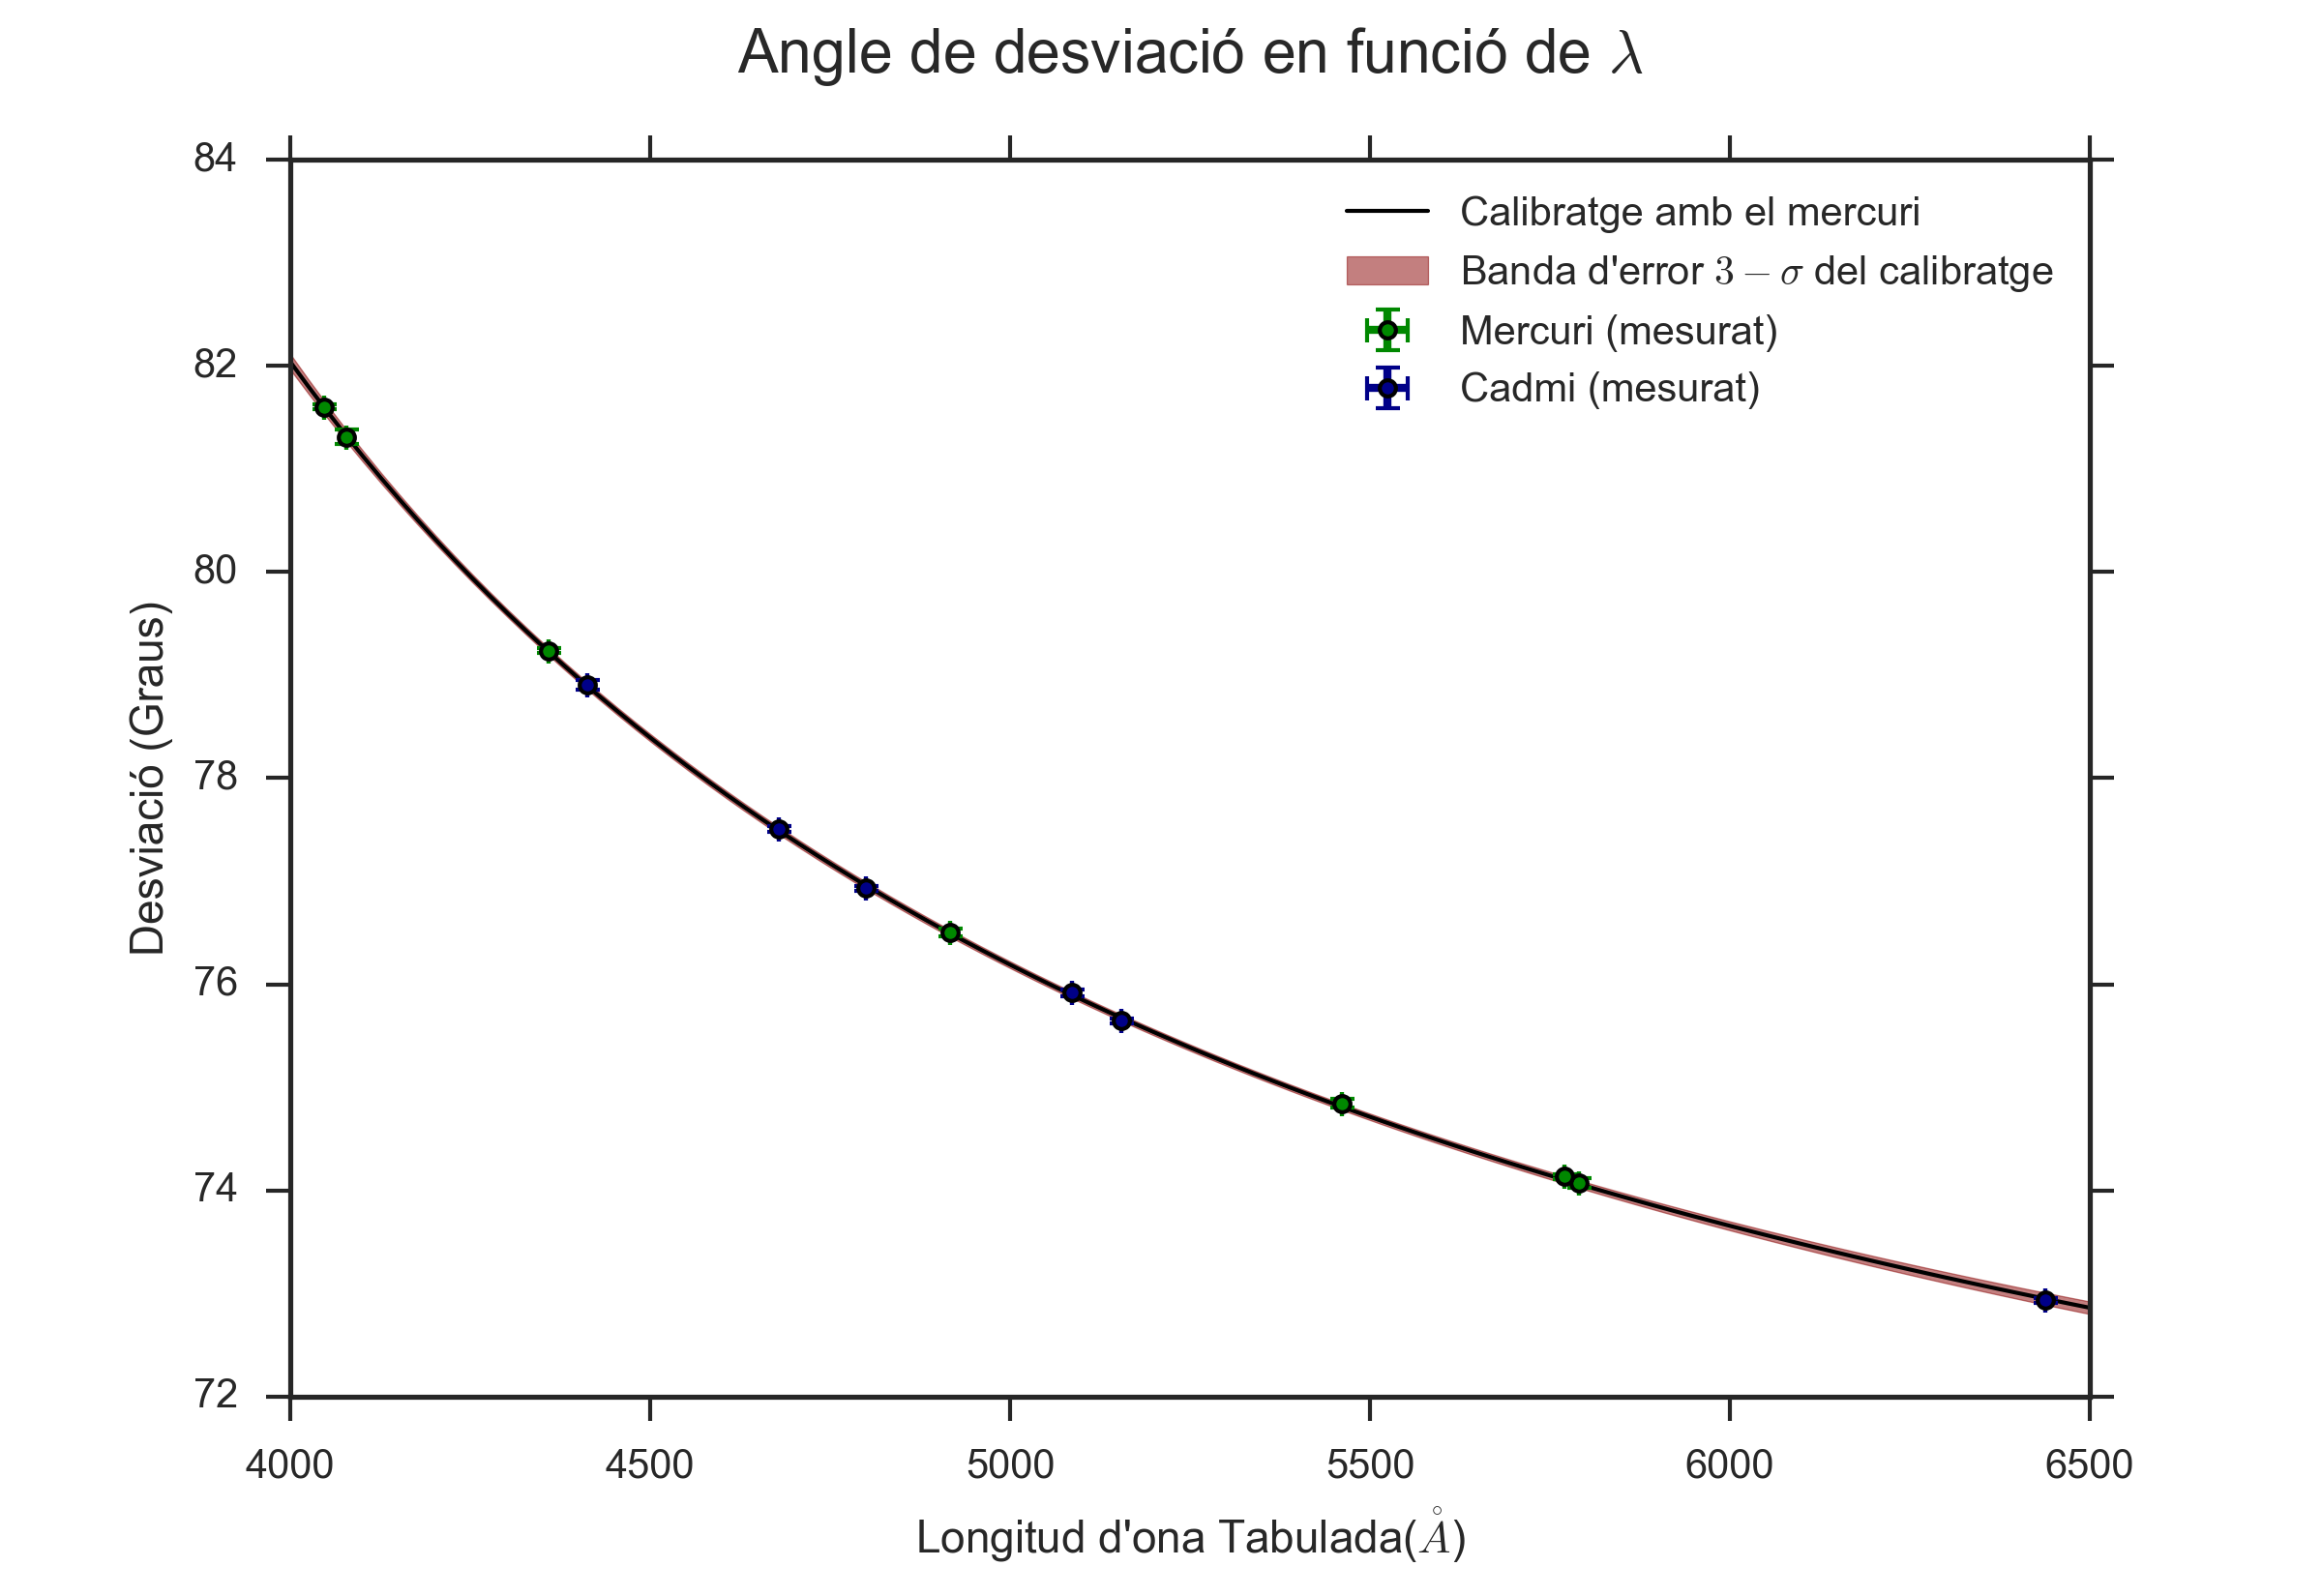 Angle de desviació en funció de λ
84
82
80
78
76
74
72
Desviació (Graus)
Calibratge amb el mercuri
Banda d'error 3 − σ del calibratge
Mercuri (mesurat)
Cadmi (mesurat)
4000 4500 5000 5500 6000 6500
Longitud d'ona Tabulada(Å)